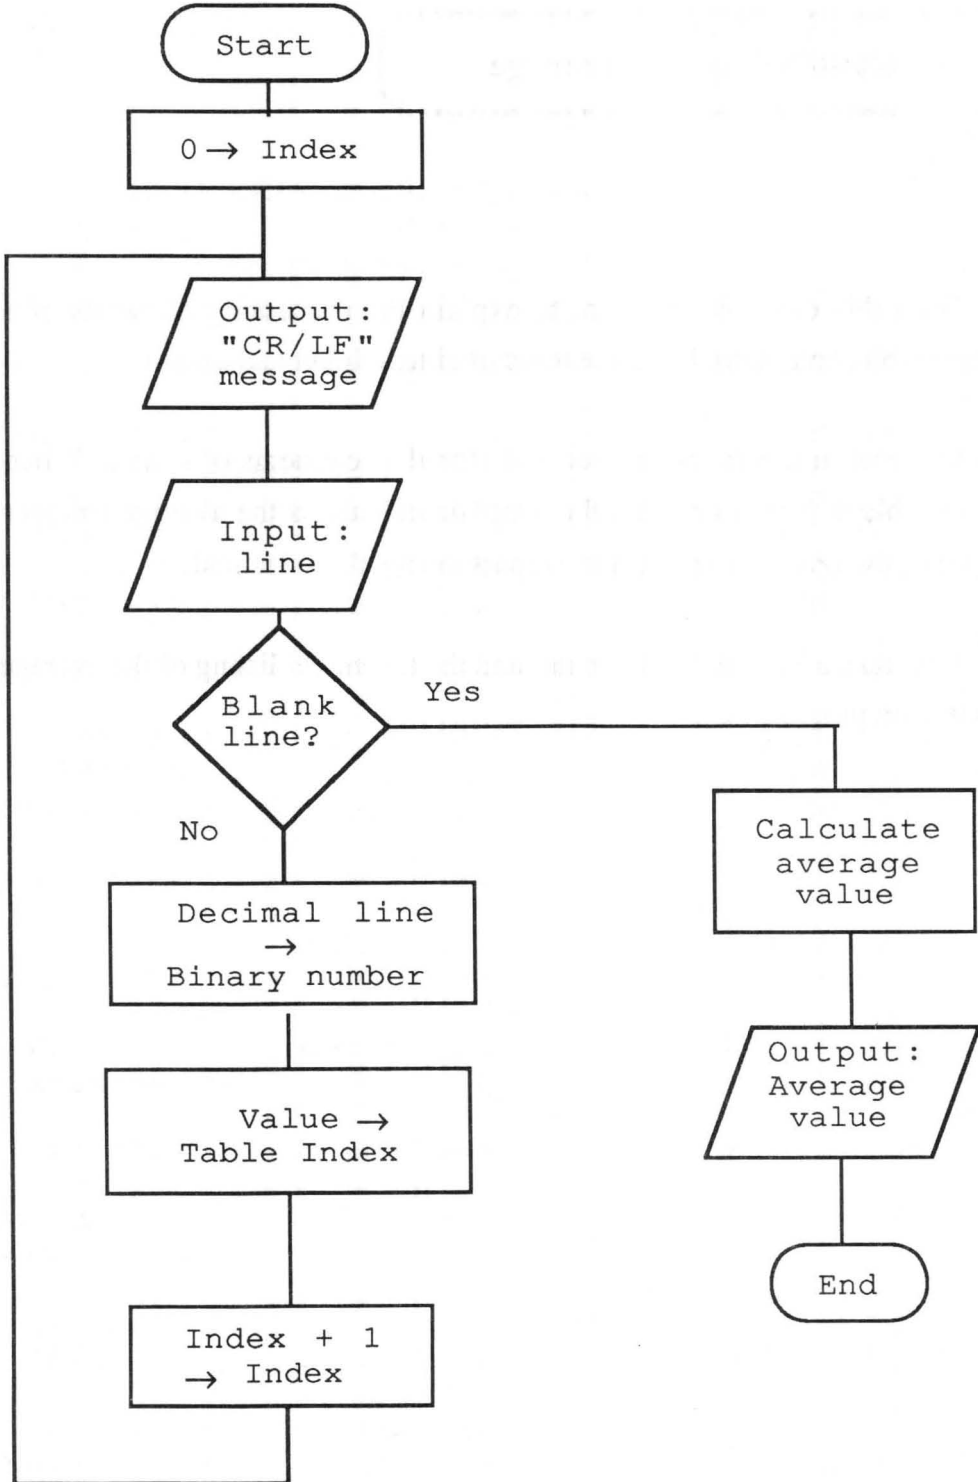 Start
0 → Index
Output:
"CR/LF"
message
Input:
line
Blank
line?
Yes
No
Decimal line
→
Binary number
Value →
Table Index
Index + 1
→ Index
Calculate
average
value
Output:
Average
value
End